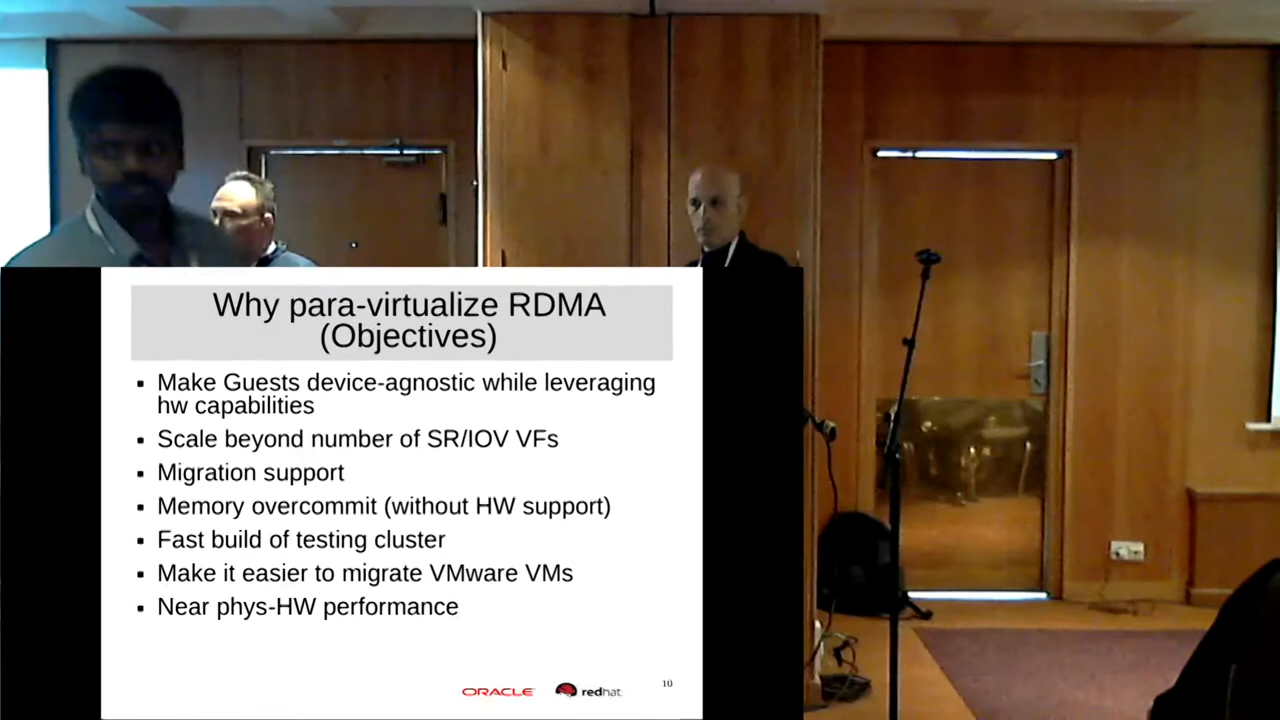 Why para-virtualize RDMA
(Objectives)
Make Guests device-agnostic while leveraging
hw capabilities
Scale beyond number of SR/IOV VFs
Migration support
Memory overcommit (without HW support)
Fast build of testing cluster
Make it easier to migrate VMware VMs
Near phys-HW performance
ORACLE redhat.
10